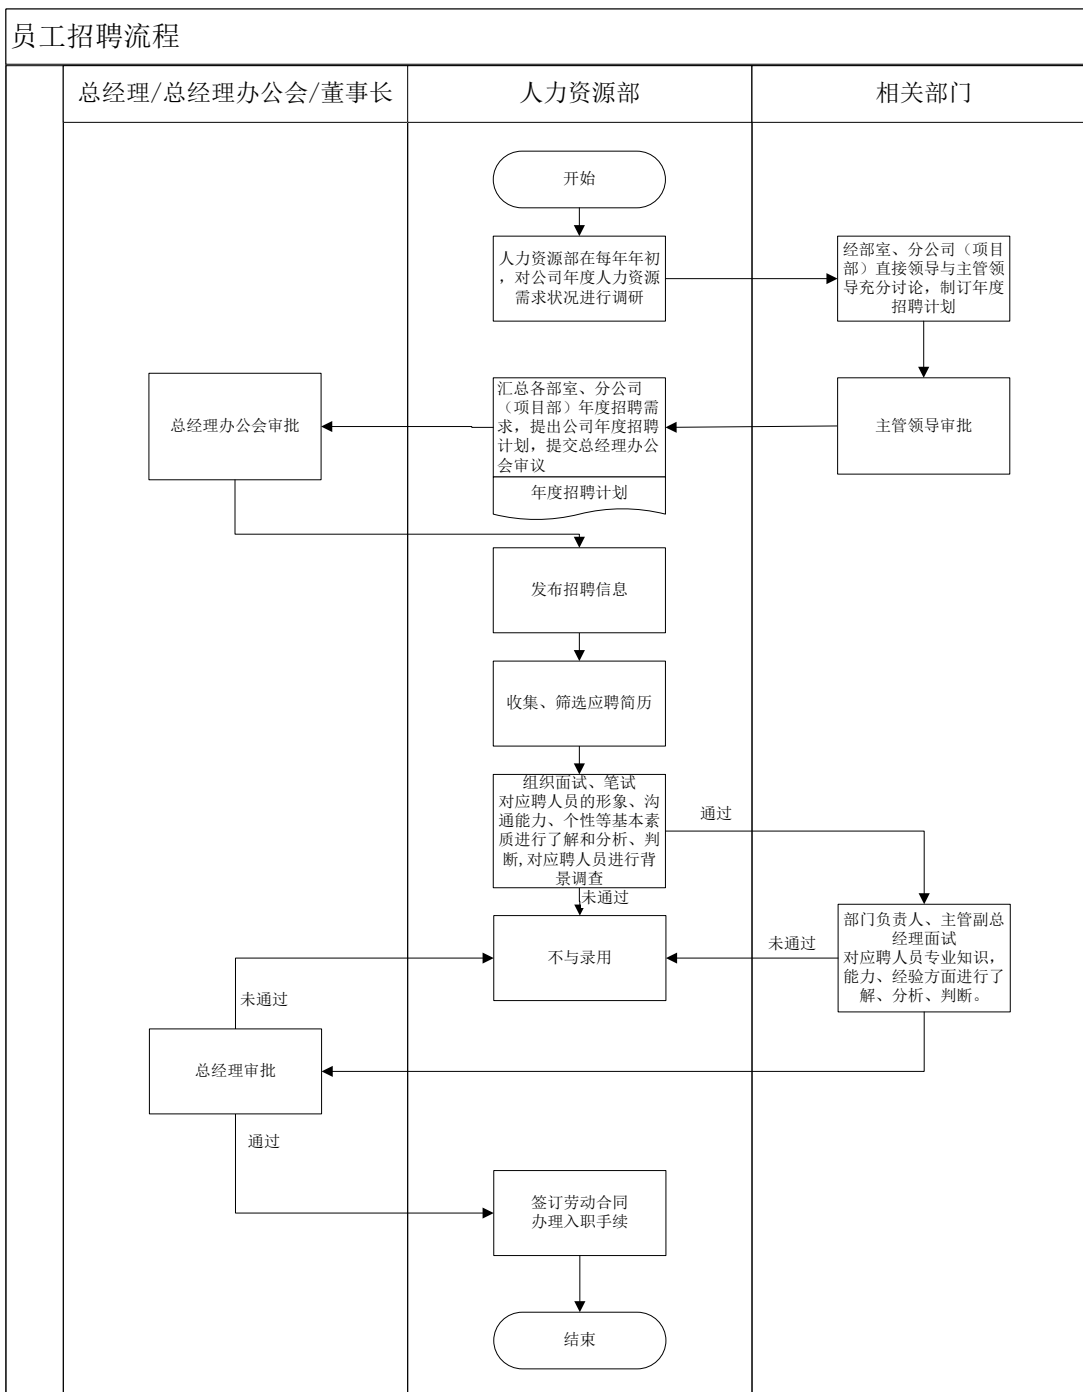 员工招聘流程
总经理/总经理办公会/董事长
人力资源部
相关部门
开始
人力资源部在每年年初
，对公司年度人力资源
需求状况进行调研
经部室、分公司（项目
部）直接领导与主管领
导充分讨论，制订年度
招聘计划
总经理办公会审批
汇总各部室、分公司
（项目部）年度招聘需
求，提出公司年度招聘
计划，提交总经理办公
会审议
年度招聘计划
主管领导审批
发布招聘信息
收集、筛选应聘简历
组织面试、笔试
对应聘人员的形象、沟
通能力、个性等基本素
质进行了解和分析、判
断,对应聘人员进行背
景调查
通过
未通过
部门负责人、主管副总
经理面试
对应聘人员专业知识，
能力、经验方面进行了
解、分析、判断。
未通过
不与录用
未通过
总经理审批
通过
签订劳动合同
办理入职手续
结束